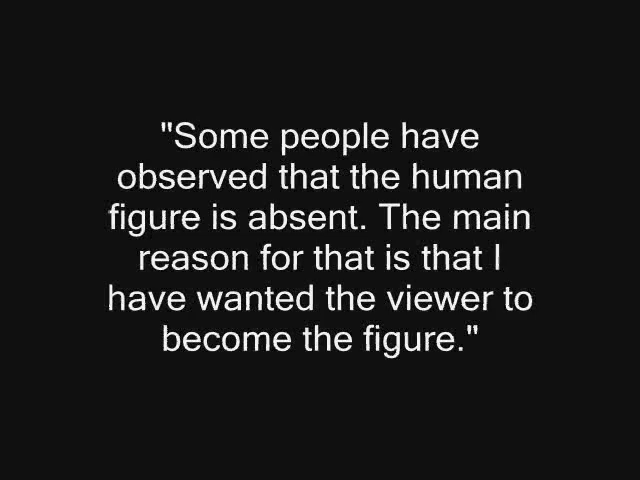 "Some people have
observed that the human
figure is absent. The main
reason for that is that I
have wanted the viewer to
become the figure."